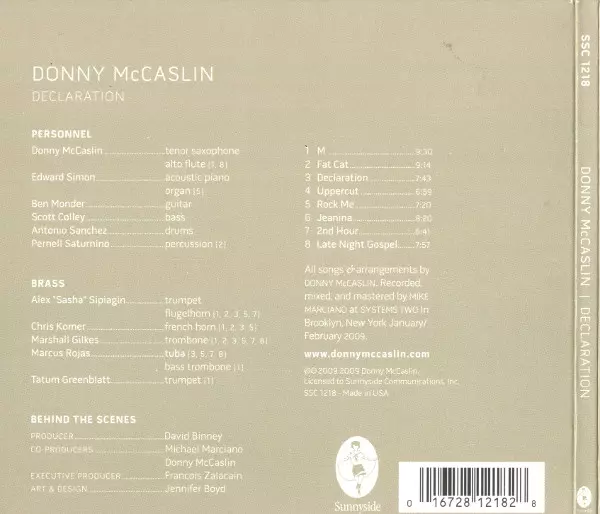 DONNY McCASLIN
DECLARATION
PERSONNEL
Donny McCaslin tenor saxophone
alto flute (1, 8)
Edward Simon acoustic piano
organ (5)
Ben Monder guitar
Scott Colley bass
Antonio Sanchez drums
Pernell Saturnino percussion (2)
BRASS
Alex "Sasha" Sipiagin trumpet
flugelhorn (1, 2, 3, 5, 7)
Chris Komer french horn (1, 2, 3, 5)
Marshall Gilkes trombone (1, 2, 3, 5, 7, 8)
Marcus Rojas tuba (3, 5, 7, 8)
bass trombone (1)
Tatum Greenblatt trumpet (1)
BEHIND THE SCENES
PRODUCER David Binney
CO-PRODUCERS Michael Marciano
Donny McCaslin
EXECUTIVE PRODUCER Francois Zalacain
ART & DESIGN Jennifer Boyd
1 M 9:30
2 Fat Cat 9:14
3 Declaration 7:43
4 Uppercut 6:59
5 Rock Me 7:20
6 Jeanina 8:20
7 2nd Hour 8:41
8 Late Night Gospel 7:57
All songs & arrangements by
DONNY McCASLIN. Recorded,
mixed, and mastered by MIKE
MARCIANO at SYSTEMS TWO in
Brooklyn, New York January/
February 2009.
www.donnymccaslin.com
2009 Donny McCaslin.
Licensed to Sunnyside Communications, Inc.
SSC 1218 - Made in USA
Sunnyside
0 16728 12182 8
SSC 1218
DONNY McCASLIN | DECLARATION